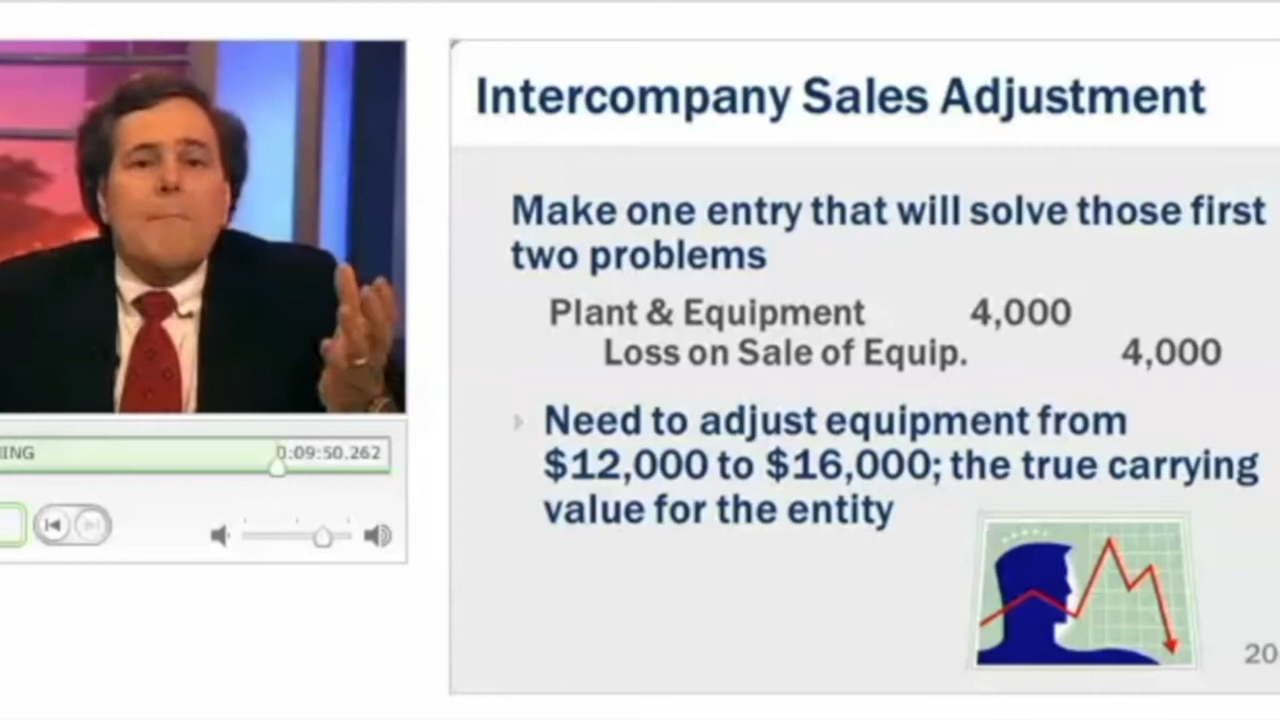 Intercompany Sales Adjustment
Make one entry that will solve those first
two problems
Plant & Equipment 4,000
Loss on Sale of Equip. 4,000
Need to adjust equipment from
$12,000 to $16,000; the true carrying
value for the entity
ING 0:09:50.262
20